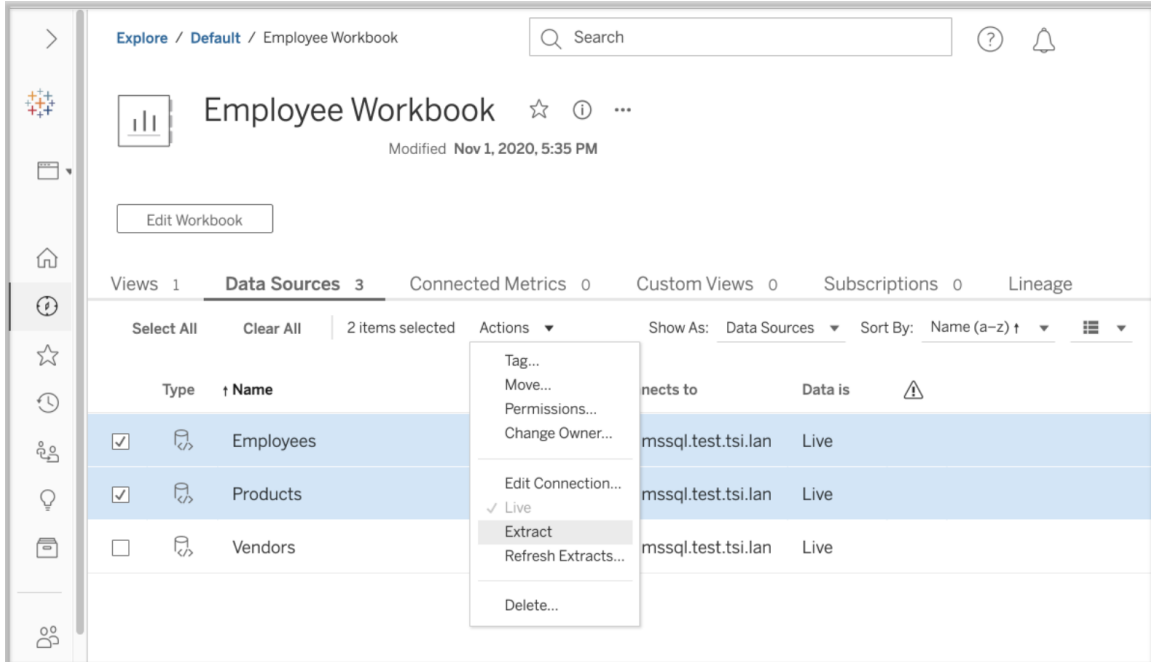 Explore / Default / Employee Workbook
Search
Employee Workbook
Modified Nov 1, 2020, 5:35 PM
Edit Workbook
Views 1 Data Sources 3 Connected Metrics 0 Custom Views 0 Subscriptions 0 Lineage
Select All Clear All 2 items selected Actions Show As: Data Sources Sort By: Name (a–z) ↑
Tag...
Move...
Permissions...
Change Owner...
Edit Connection...
✓ Live
Extract
Refresh Extracts...
Delete...
Type ↑ Name nects to Data is
Employees mssql.test.tsi.lan Live
Products mssql.test.tsi.lan Live
Vendors mssql.test.tsi.lan Live